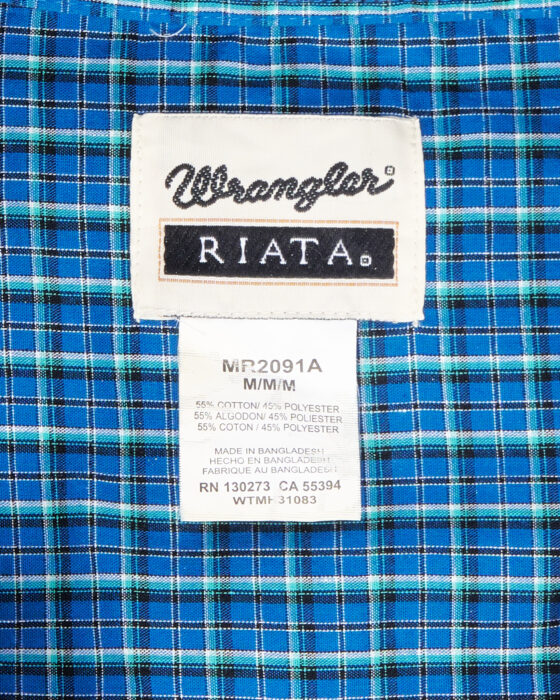 Wrangler
RIATA
MR2091A
M/M/M
55% COTTON/ 45% POLYESTER
55% ALGODON/ 45% POLIESTER
55% COTON/ 45% POLYESTER
MADE IN BANGLADESH
HECHO EN BANGLADESH
FABRIQUE AU BANGLADESH
RN 130273 CA 55394
31083